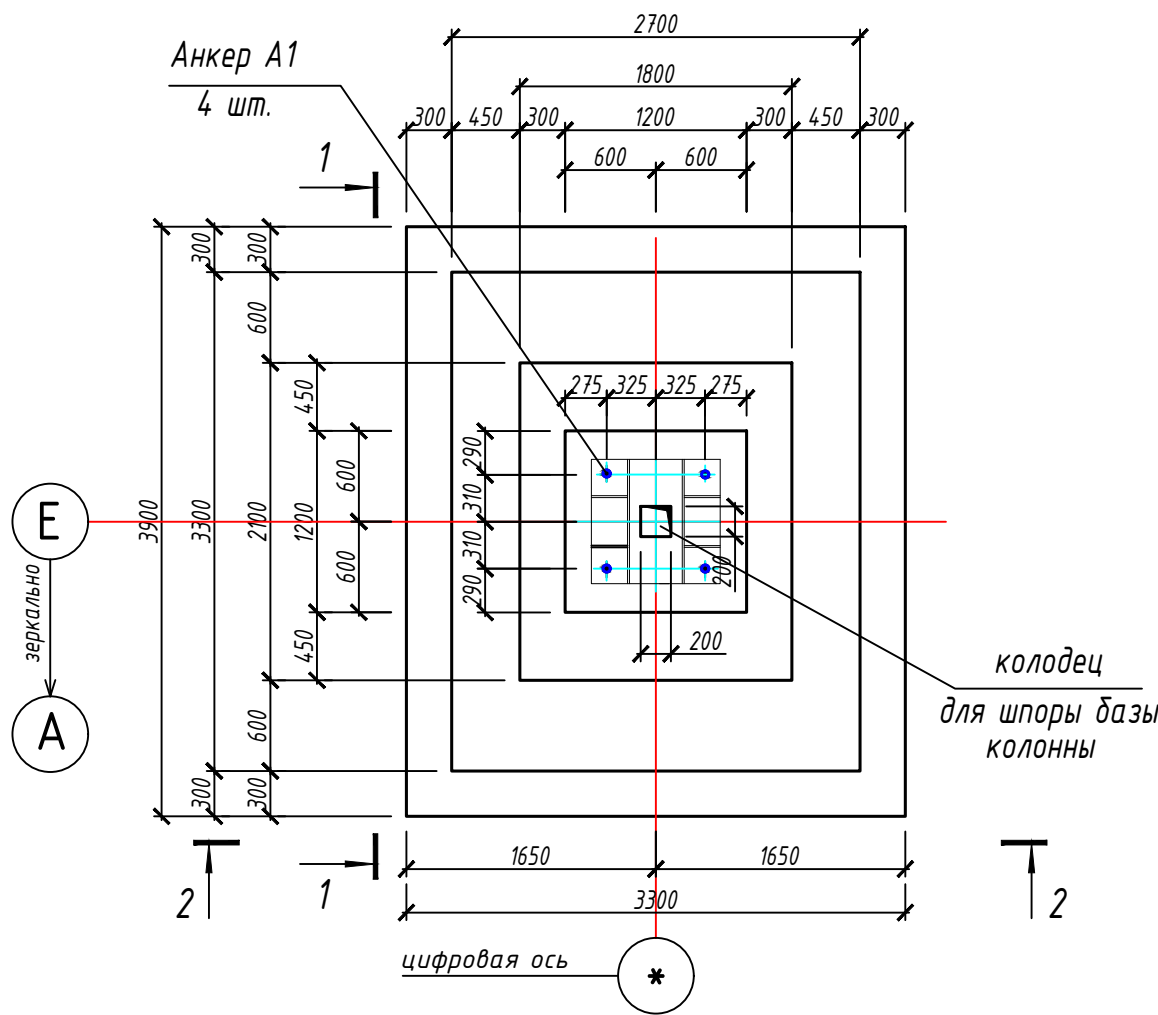 2700
Анкер А1
1800
4 шт.
300 450 300 1200 300 450 300
600 600
1
300 300
600
450
275 325 325 275
290
600
310
Е
3900 3300 2100 1200
310
600
200
290
зеркально
450
200
колодец
А
600
для шпоры базы
колонны
300 300
1650 1650
2 1 2
3300
цифровая ось
*